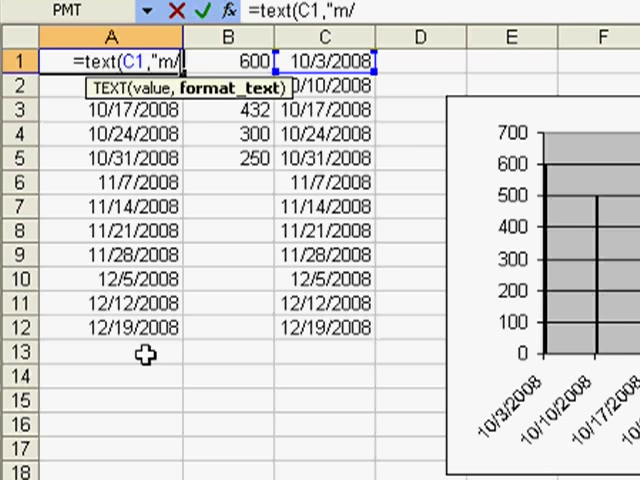 PMT fx =text(C1,"m/
A B C D E F
1 =text(C1,"m/ 600 10/3/2008
2 TEXT(value, format_text) 0/10/2008
3 10/17/2008 432 10/17/2008
4 10/24/2008 300 10/24/2008
5 10/31/2008 250 10/31/2008
6 11/7/2008 11/7/2008
7 11/14/2008 11/14/2008
8 11/21/2008 11/21/2008
9 11/28/2008 11/28/2008
10 12/5/2008 12/5/2008
11 12/12/2008 12/12/2008
12 12/19/2008 12/19/2008
13
14
15
16
17
18
700
600
500
400
300
200
100
0
10/3/2008
10/10/2008
10/17/2008